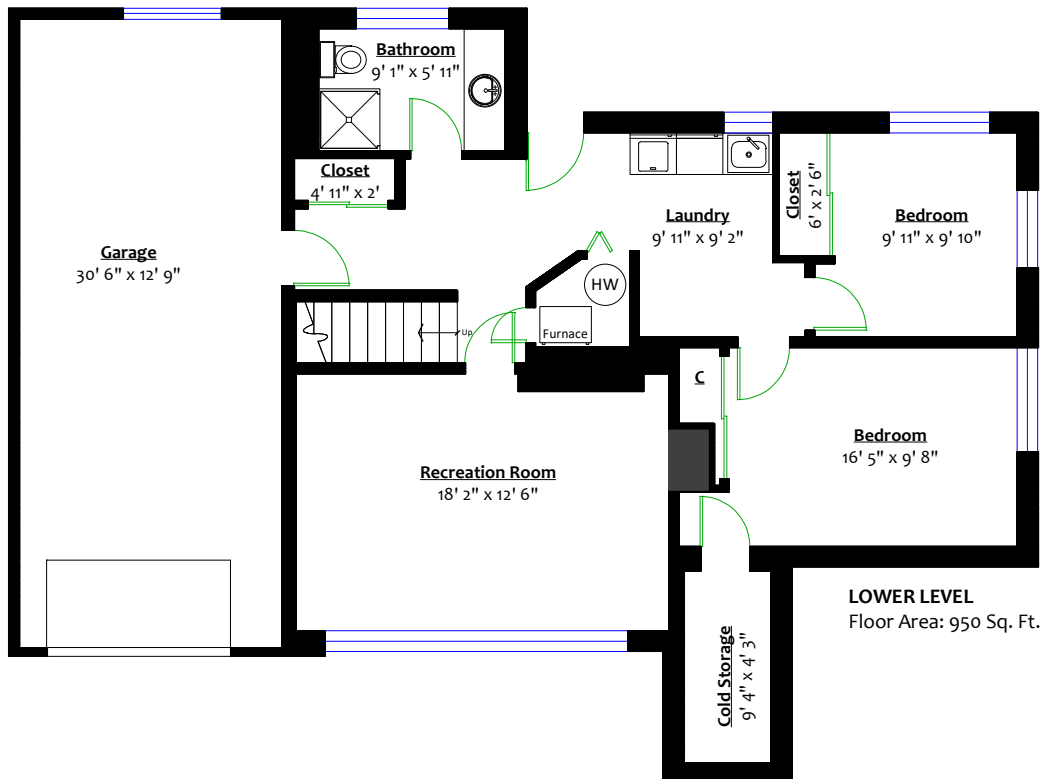 Bathroom
9' 1" x 5' 11"
Closet
4' 11" x 2'
Garage
30' 6" x 12' 9"
Laundry
9' 11" x 9' 2"
Closet
6' x 2' 6"
Bedroom
9' 11" x 9' 10"
HW
Furnace
Up
C
Bedroom
16' 5" x 9' 8"
Recreation Room
18' 2" x 12' 6"
Cold Storage
9' 4" x 4' 3"
LOWER LEVEL
Floor Area: 950 Sq. Ft.